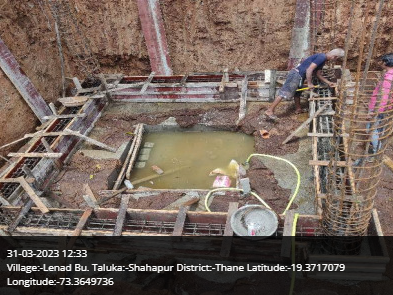 31-03-2023 12:33
Village:-Lenad Bu. Taluka:-Shahapur District:-Thane Latitude:-19.3717079
Longitude:-73.3649736